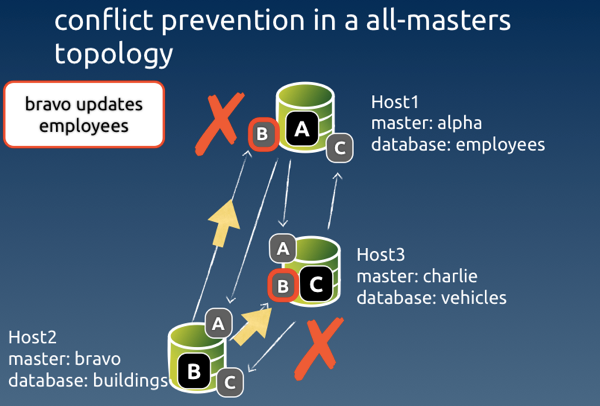 conflict prevention in a all-masters
topology
bravo updates
employees
B
A
C
Host1
master: alpha
database: employees
A
B
C
Host3
master: charlie
database: vehicles
A
B
C
Host2
master: bravo
database: buildings